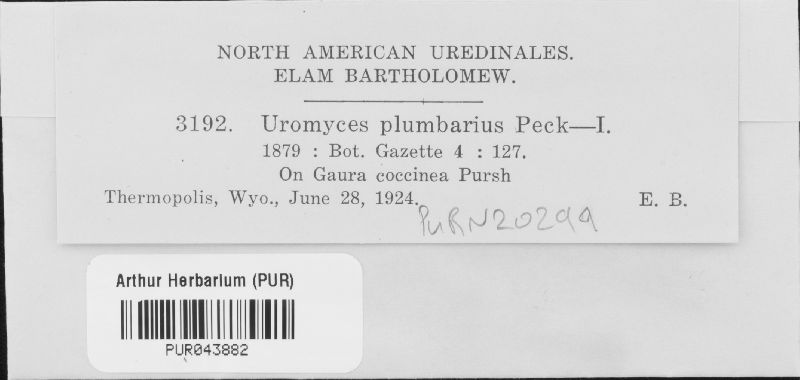 NORTH AMERICAN UREDINALES.
ELAM BARTHOLOMEW.
3192. Uromyces plumbarius Peck—I.
1879 : Bot. Gazette 4 : 127.
On Gaura coccinea Pursh
Thermopolis, Wyo., June 28, 1924. E. B.
PURN20299
Arthur Herbarium (PUR)
PUR043882